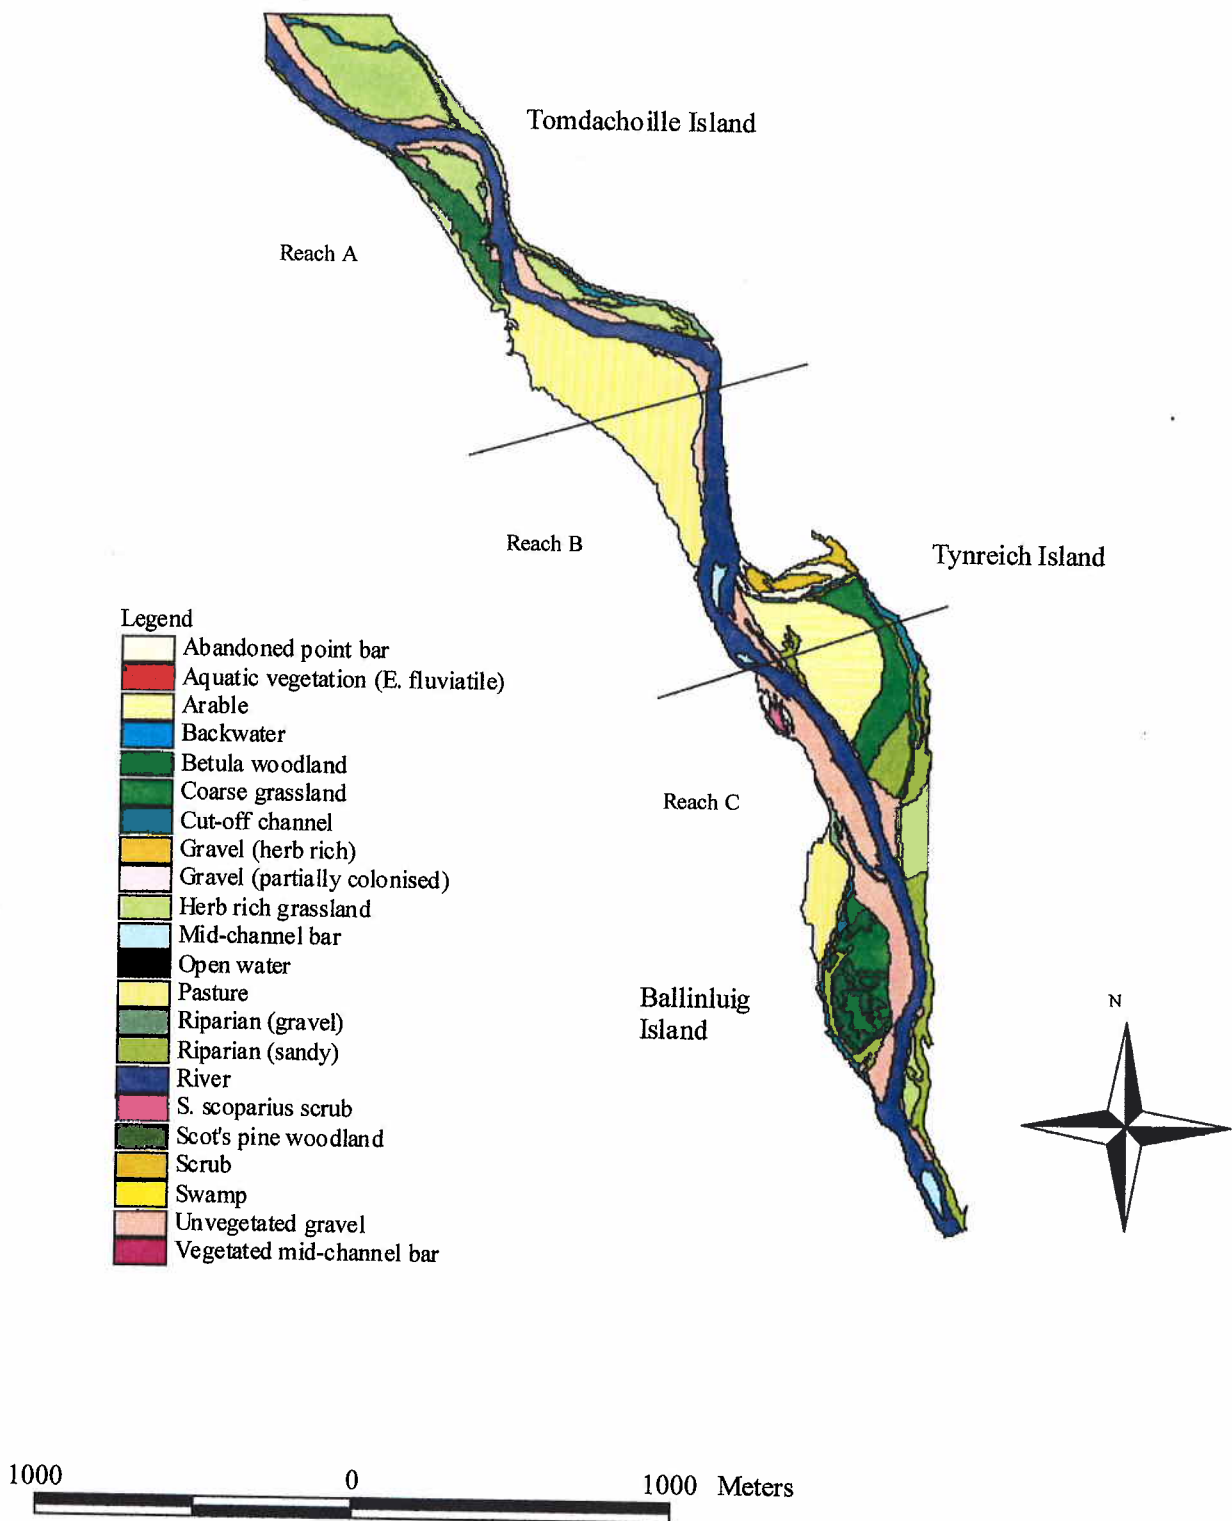 Tomdachoille Island
Reach A
Reach B
Tynreich Island
Legend
Abandoned point bar
Aquatic vegetation (E. fluviatile)
Arable
Backwater
Betula woodland
Coarse grassland
Cut-off channel
Gravel (herb rich)
Gravel (partially colonised)
Herb rich grassland
Mid-channel bar
Open water
Pasture
Riparian (gravel)
Riparian (sandy)
River
S. scoparius scrub
Scot's pine woodland
Scrub
Swamp
Unvegetated gravel
Vegetated mid-channel bar
Reach C
Ballinluig
Island
N
1000 0 1000 Meters